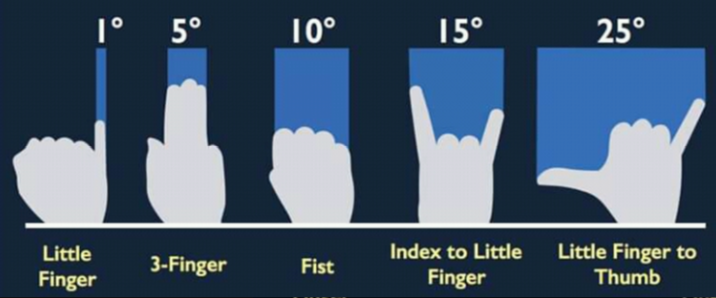 1° 5° 10° 15° 25°
Little Finger
3-Finger
Fist
Index to Little Finger
Little Finger to Thumb